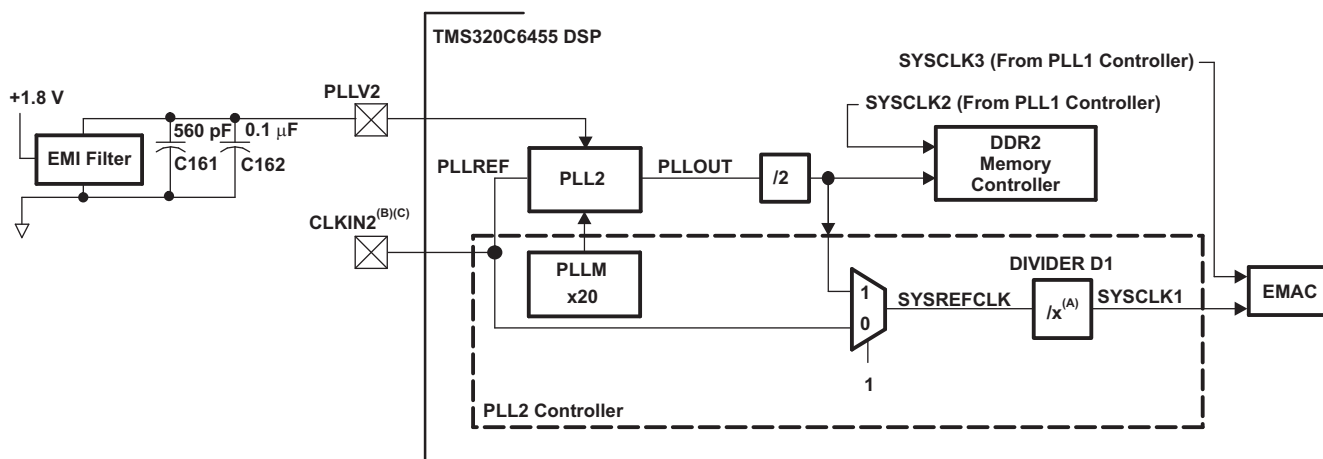 TMS320C6455 DSP
SYSCLK3 (From PLL1 Controller)
+1.8 V
PLLV2
SYSCLK2 (From PLL1 Controller)
560 pF
0.1 μF
EMI Filter
C161
C162
DDR2
Memory
Controller
PLLREF
PLL2
PLLOUT
/2
CLKIN2(B)(C)
PLLM
x20
DIVIDER D1
1
0
SYSREFCLK
/x(A)
SYSCLK1
EMAC
1
PLL2 Controller